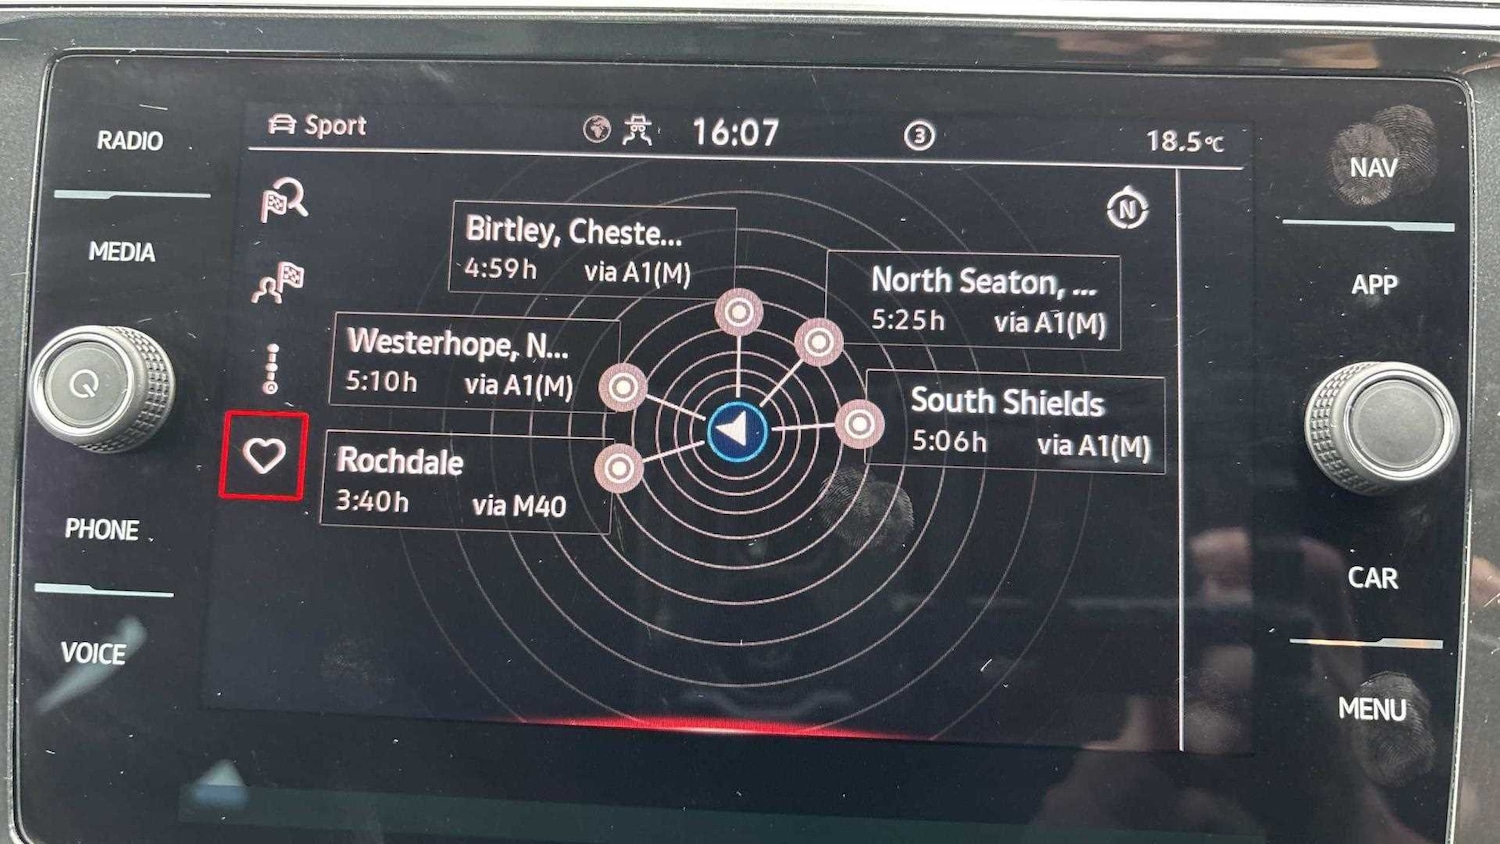 Sport
16:07
3
18.5°C
RADIO
MEDIA
PHONE
VOICE
NAV
APP
CAR
MENU
N
Birtley, Cheste...
4:59h via A1(M)
North Seaton, ...
5:25h via A1(M)
Westerhope, N...
5:10h via A1(M)
South Shields
5:06h via A1(M)
Rochdale
3:40h via M40